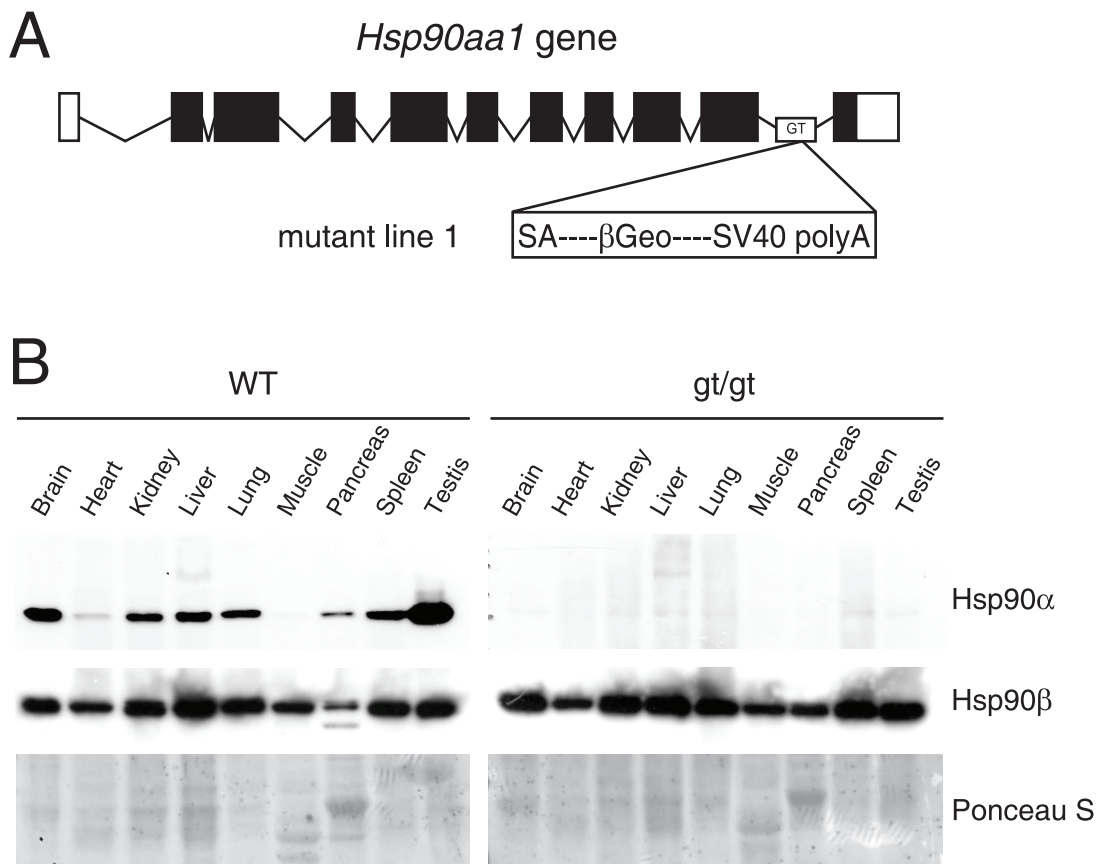 A
Hsp90aa1 gene
GT
mutant line 1
SA----βGeo----SV40 polyA
B
WT gt/gt
Brain Heart Kidney Liver Lung Muscle Pancreas Spleen Testis Brain Heart Kidney Liver Lung Muscle Pancreas Spleen Testis
Hsp90α
Hsp90β
Ponceau S